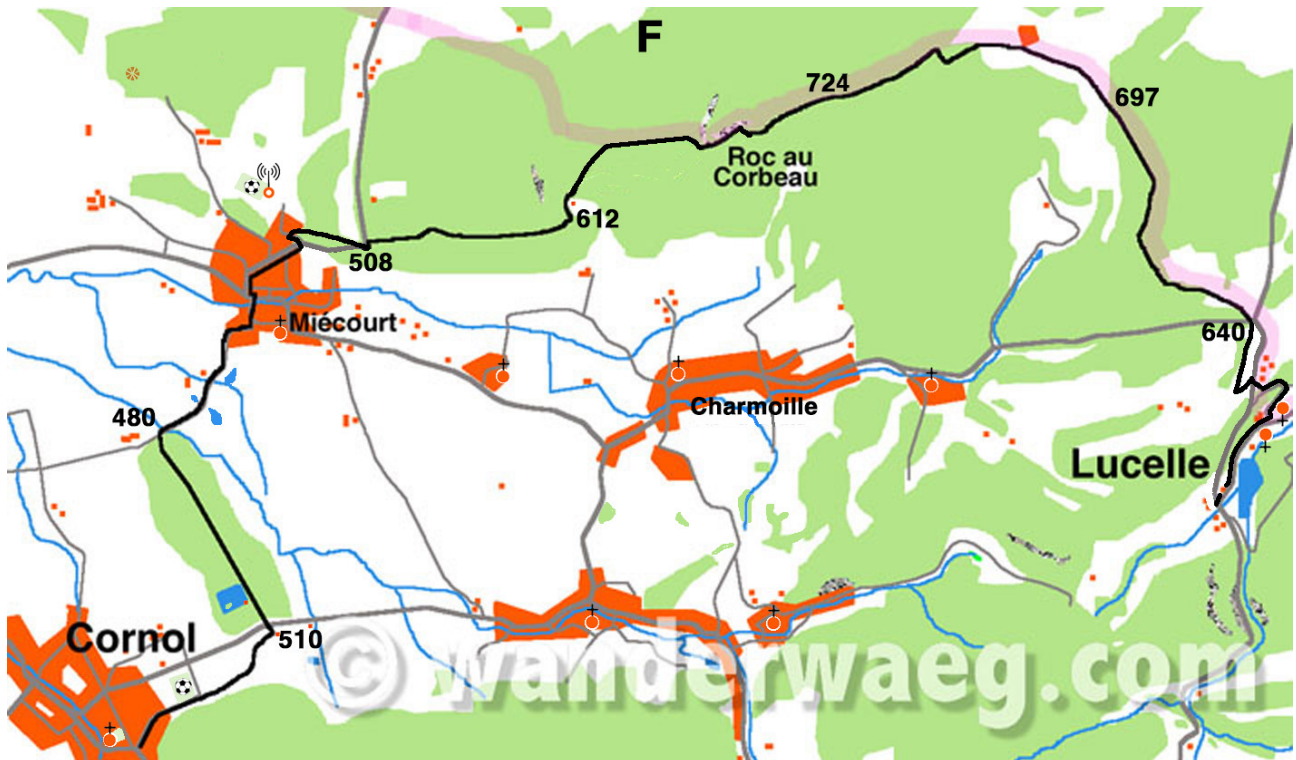 F
724
697
Roc au
Corbeau
612
508
Miécourt
640
480
Charmoille
Lucelle
Cornol
510
© wanderwaeg.com